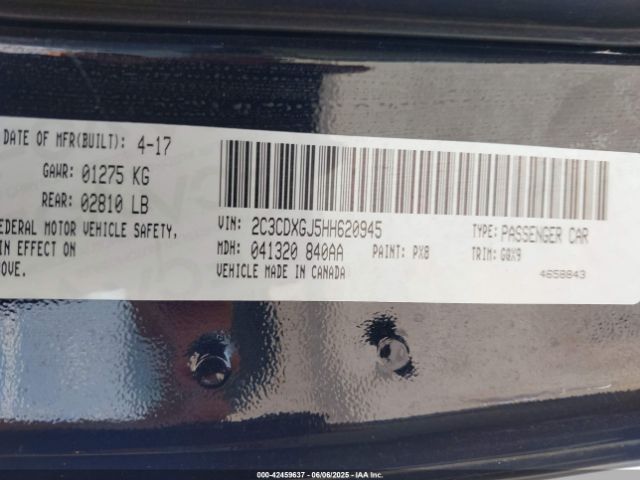 DATE OF MFR(BUILT): 4-17
GAWR: 01275 KG
REAR: 02810 LB
EDERAL MOTOR VEHICLE SAFETY,
IN EFFECT ON
OVE.
VIN: 2C3CDXGJ5HH620945 TYPE: PASSENGER CAR
MDH: 041320 840AA PAINT: PX8 TRIM: GQX9
VEHICLE MADE IN CANADA 4658843
000-42459637 - 06/06/2025 - IAA Inc.